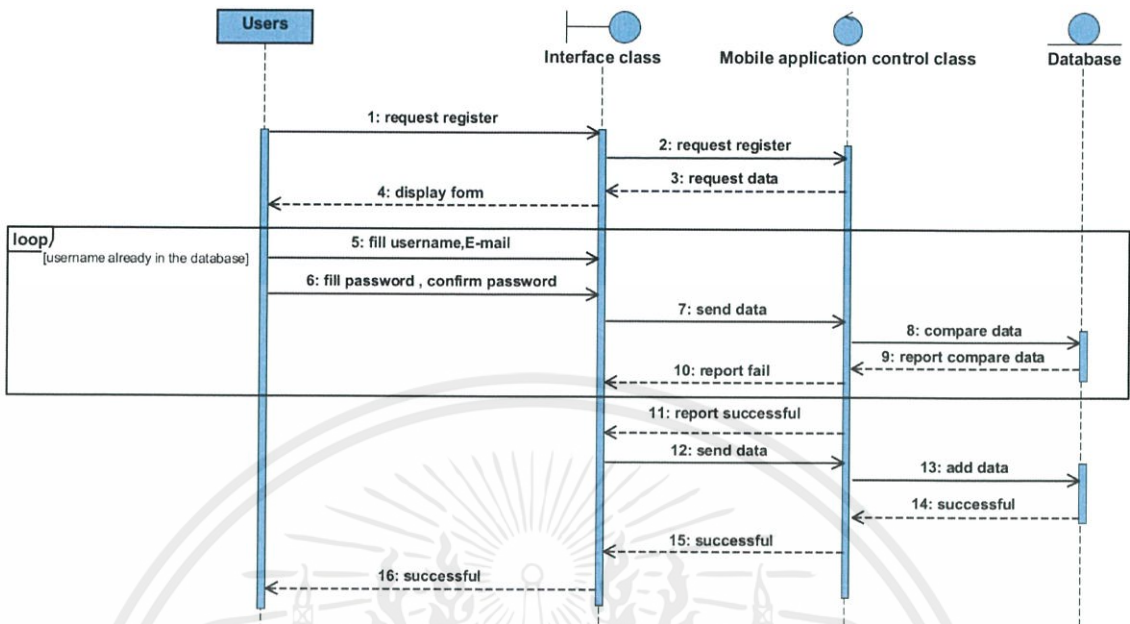 Users
Interface class
Mobile application control class
Database
1: request register
2: request register
3: request data
4: display form
loop
[username already in the database]
5: fill username,E-mail
6: fill password , confirm password
7: send data
8: compare data
9: report compare data
10: report fail
11: report successful
12: send data
13: add data
14: successful
15: successful
16: successful